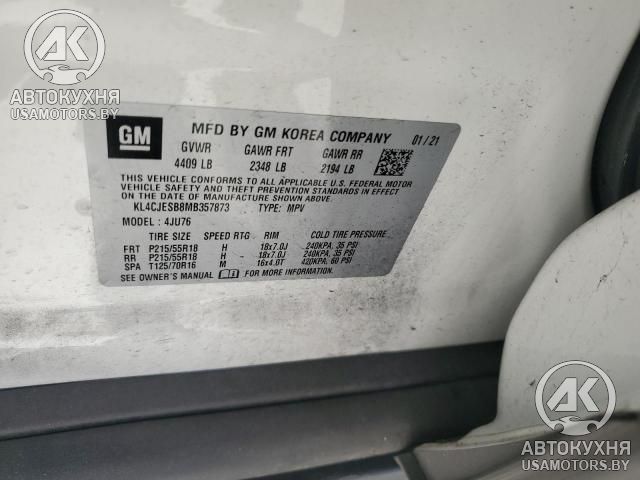 АВТОКУХНЯ
USAMOTORS.BY
GM
MFD BY GM KOREA COMPANY 01/21
GVWR GAWR FRT GAWR RR
4409 LB 2348 LB 2194 LB
THIS VEHICLE CONFORMS TO ALL APPLICABLE U.S. FEDERAL MOTOR
VEHICLE SAFETY AND THEFT PREVENTION STANDARDS IN EFFECT ON
THE DATE OF MANUFACTURE SHOWN ABOVE.
KL4CJESB8MB357873 TYPE: MPV
MODEL: 4JU76
TIRE SIZE SPEED RTG RIM COLD TIRE PRESSURE
FRT P215/55R18 H 18x7.0J 240KPA, 35 PSI
RR P215/55R18 H 18x7.0J 240KPA, 35 PSI
SPA T125/70R16 M 16x4.0T 420KPA, 60 PSI
SEE OWNER'S MANUAL FOR ADDITIONAL INFORMATION.
АК
АВТОКУХНЯ
USAMOTORS.BY